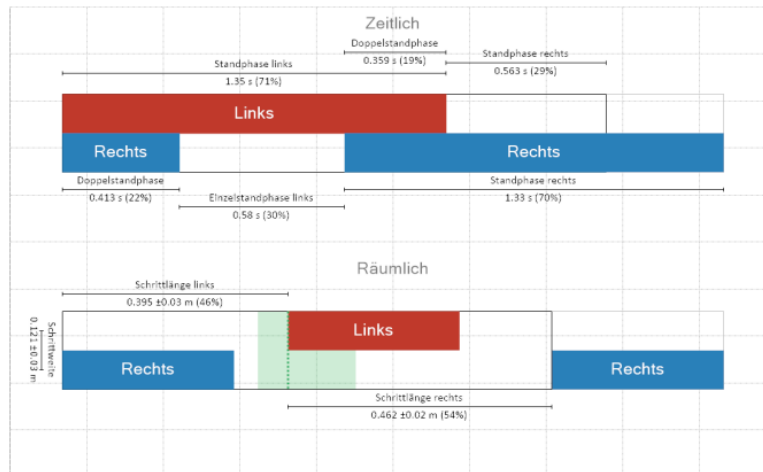 Zeitlich
Doppelstandphase
0.359 s (19%)
Standphase links
1.35 s (71%)
Standphase rechts
0.563 s (29%)
Links
Rechts
Rechts
Doppelstandphase
0.413 s (22%)
Einzelstandphase links
0.58 s (30%)
Standphase rechts
1.33 s (70%)
Räumlich
Schrittlänge links
0.395 ±0.03 m (46%)
Schrittweite
0.121 ±0.03 m
Links
Rechts
Rechts
Schrittlänge rechts
0.462 ±0.02 m (54%)